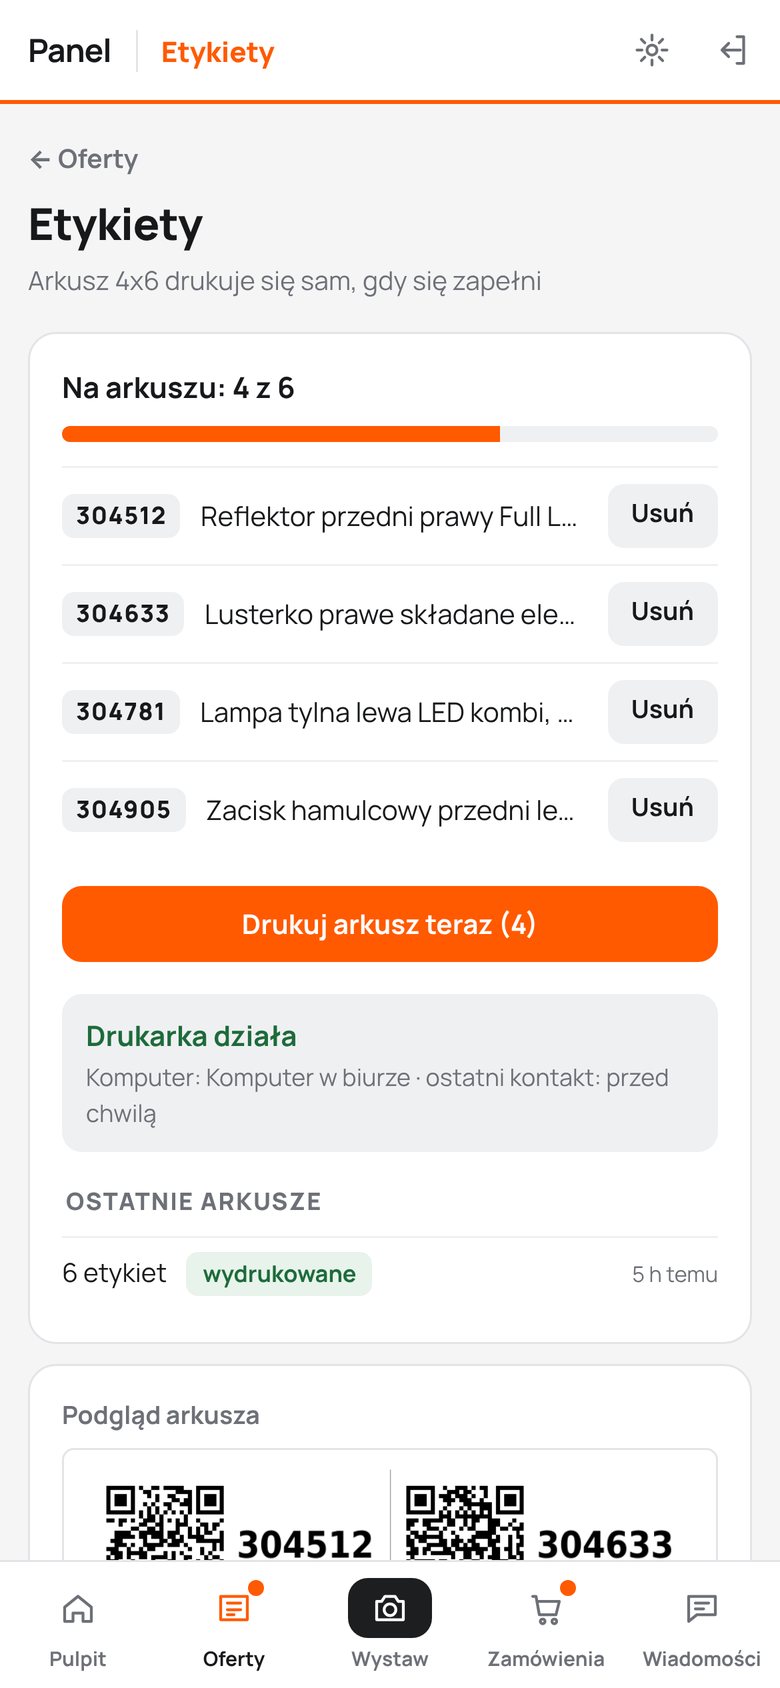 Panel
Etykiety
← Oferty
Etykiety
Arkusz 4x6 drukuje się sam, gdy się zapełni
Na arkuszu: 4 z 6
304512 Reflektor przedni prawy Full L... Usuń
304633 Lusterko prawe składane ele... Usuń
304781 Lampa tylna lewa LED kombi, ... Usuń
304905 Zacisk hamulcowy przedni le... Usuń
Drukuj arkusz teraz (4)
Drukarka działa
Komputer: Komputer w biurze · ostatni kontakt: przed
chwilą
OSTATNIE ARKUSZE
6 etykiet wydrukowane 5 h temu
Podgląd arkusza
304512 304633
Pulpit Oferty Wystaw Zamówienia Wiadomości